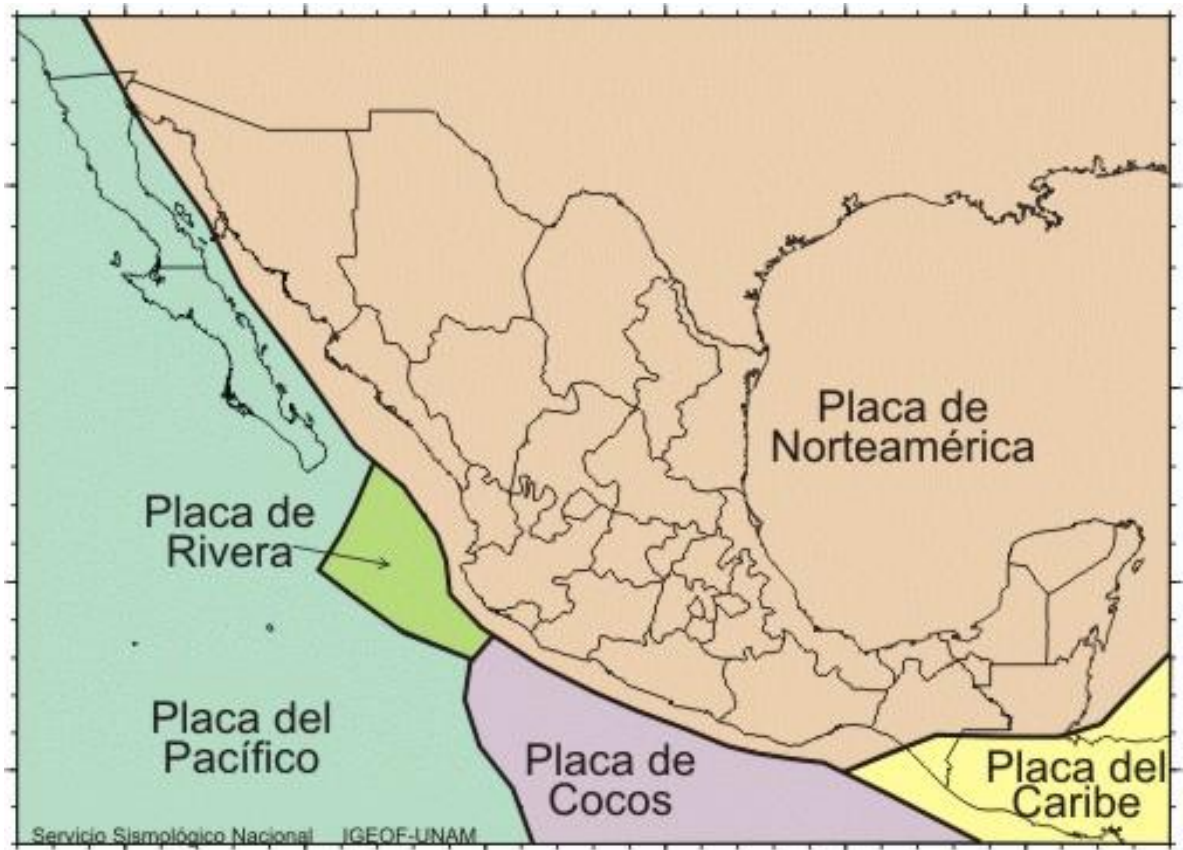 Placa de
Norteamérica
Placa de
Rivera
Placa del
Pacífico
Placa de
Cocos
Placa del
Caribe
Servicio Sismológico Nacional IGEOF-UNAM